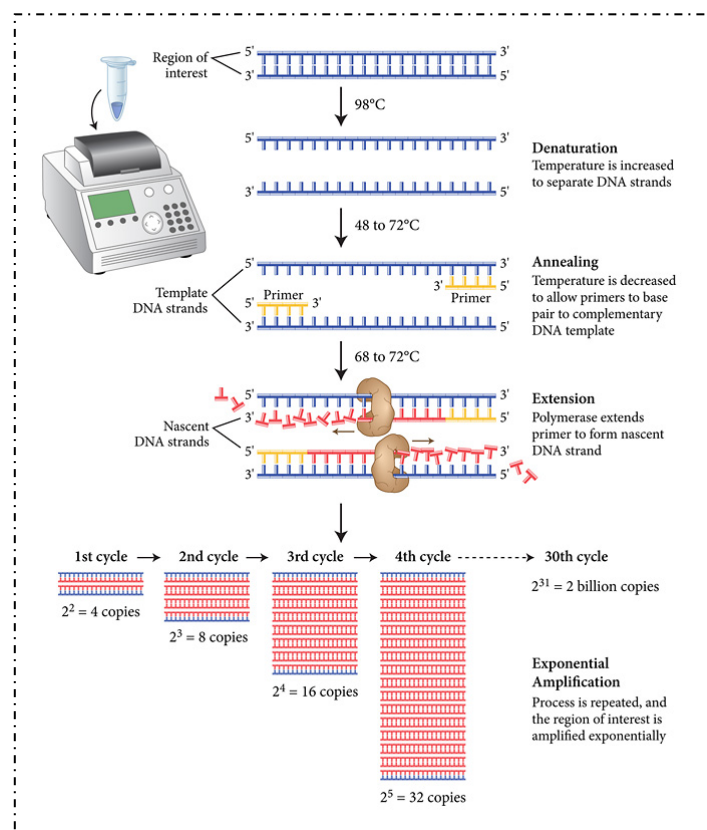 Region of
interest
5' 3'
3' 5'
98°C
5' 3'
3' 5'
Denaturation
Temperature is increased
to separate DNA strands
48 to 72°C
5' 3'
3' 5'
Primer
Template
DNA strands
Primer
5' 3'
3' 5'
Annealing
Temperature is decreased
to allow primers to base
pair to complementary
DNA template
68 to 72°C
5' 3'
3' 5'
Nascent
DNA strands
5' 3'
3' 5'
Extension
Polymerase extends
primer to form nascent
DNA strand
1st cycle 2nd cycle 3rd cycle 4th cycle 30th cycle
2² = 4 copies
2³ = 8 copies
2⁴ = 16 copies
2⁵ = 32 copies
2³¹ = 2 billion copies
Exponential
Amplification
Process is repeated, and
the region of interest is
amplified exponentially